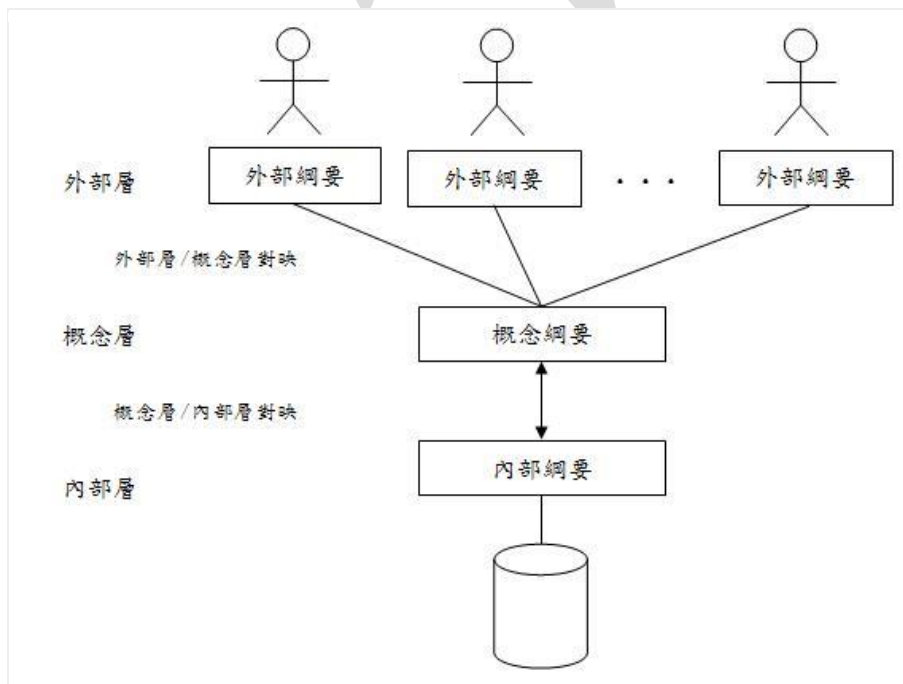 外部層
外部綱要
外部綱要
. . .
外部綱要
外部層/概念層對映
概念層
概念綱要
概念層/內部層對映
內部層
內部綱要